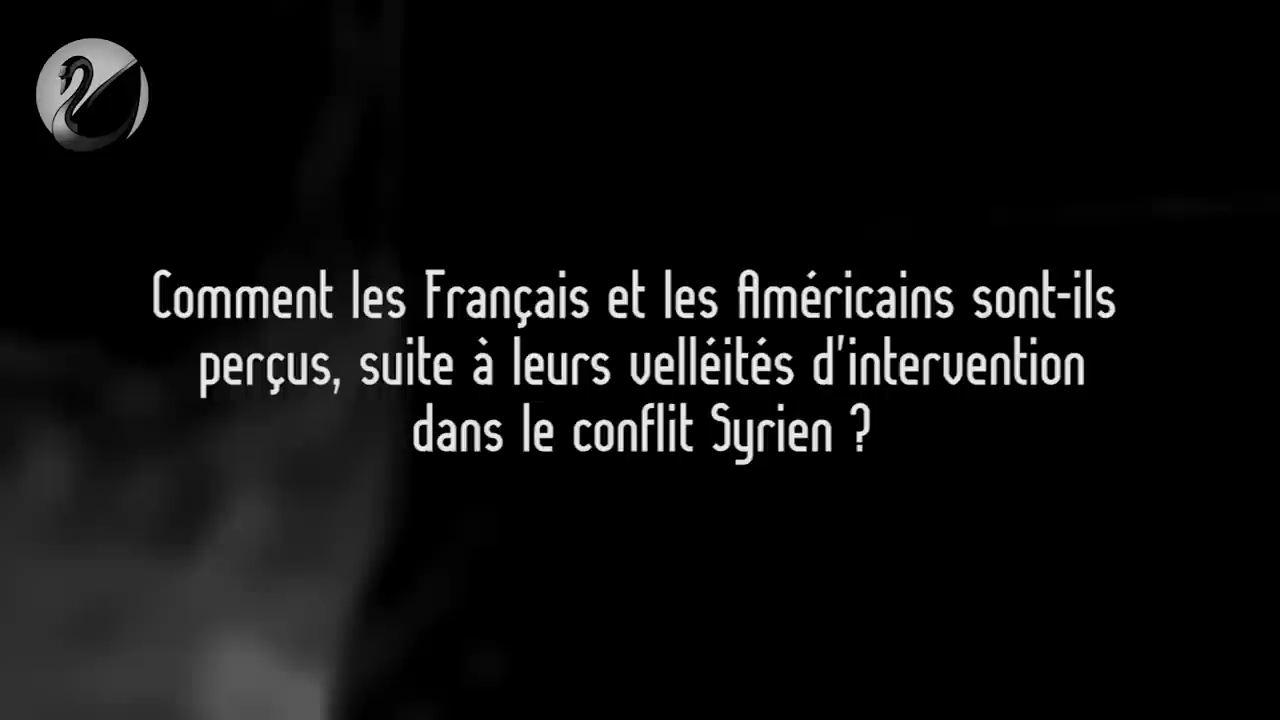 Comment les Français et les Américains sont-ils
perçus, suite à leurs velléités d'intervention
dans le conflit Syrien ?